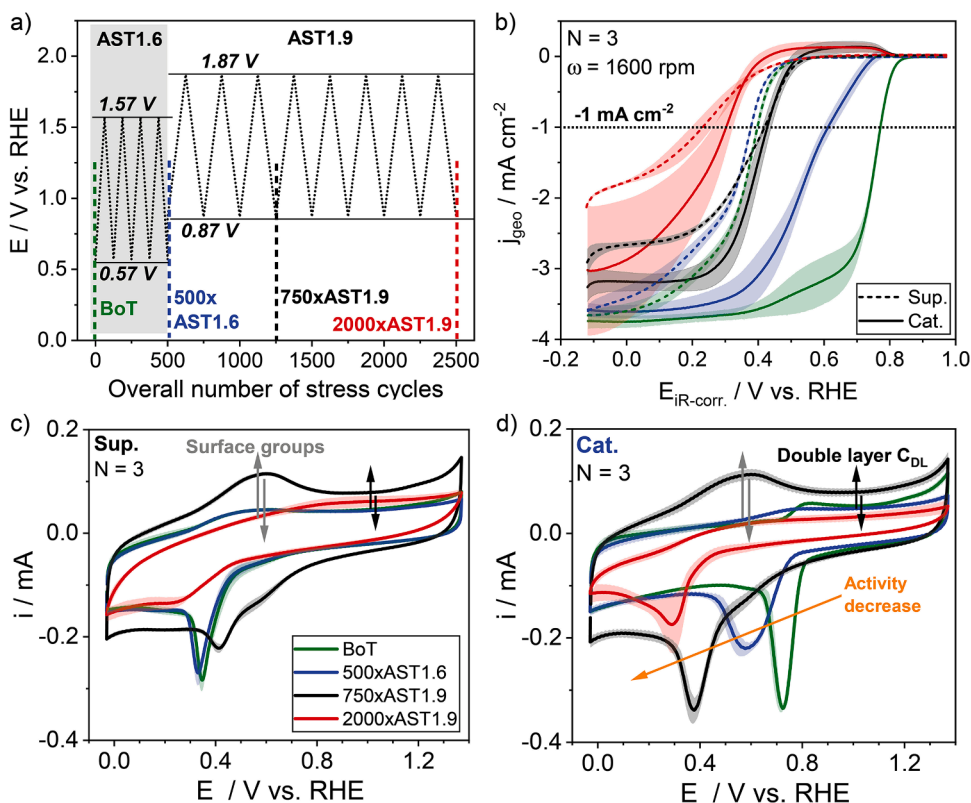 a)
AST1.6
AST1.9
1.87 V
1.57 V
0.87 V
0.57 V
BoT
500x
AST1.6
750xAST1.9
2000xAST1.9
E / V vs. RHE
2.0
1.5
1.0
0.5
0.0
0 500 1000 1500 2000 2500
Overall number of stress cycles
b)
N = 3
ω = 1600 rpm
-1 mA cm⁻²
Sup.
Cat.
j_geo / mA cm⁻²
0
-1
-2
-3
-4
-0.2 0.0 0.2 0.4 0.6 0.8 1.0
E_iR-corr. / V vs. RHE
c)
Sup.
N = 3
Surface groups
BoT
500xAST1.6
750xAST1.9
2000xAST1.9
i / mA
0.2
0.0
-0.2
-0.4
0.0 0.4 0.8 1.2
E / V vs. RHE
d)
Cat.
N = 3
Double layer C_DL
Activity
decrease
i / mA
0.2
0.0
-0.2
-0.4
0.0 0.4 0.8 1.2
E / V vs. RHE